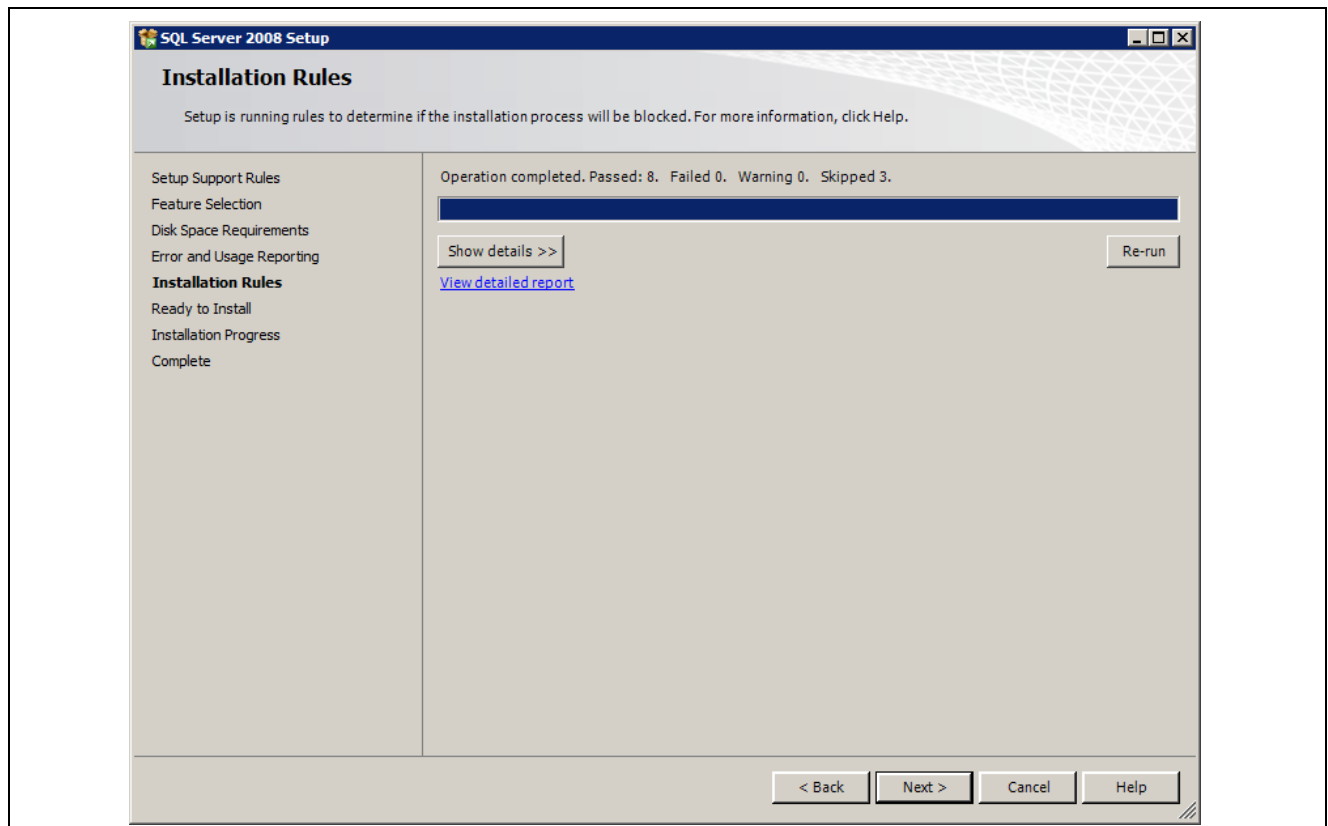 SQL Server 2008 Setup
Installation Rules
Setup is running rules to determine if the installation process will be blocked. For more information, click Help.
Setup Support Rules
Feature Selection
Disk Space Requirements
Error and Usage Reporting
Installation Rules
Ready to Install
Installation Progress
Complete
Operation completed. Passed: 8. Failed 0. Warning 0. Skipped 3.
Show details >>
Re-run
View detailed report
< Back
Next >
Cancel
Help